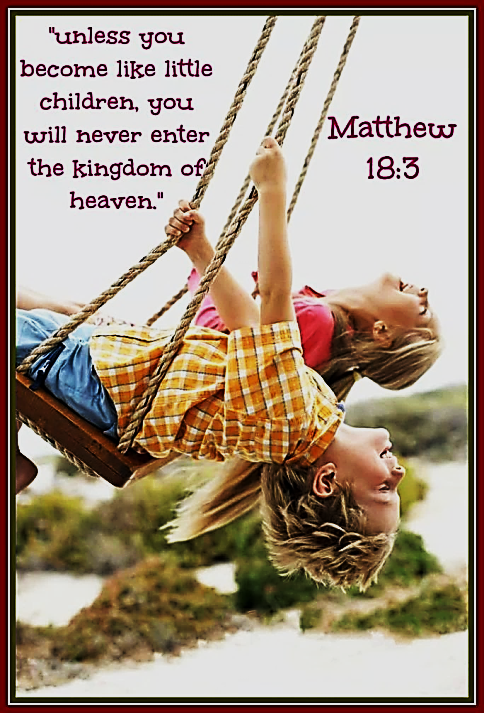 "unless you
become like little
children, you
will never enter
the kingdom of
heaven."
Matthew
18:3